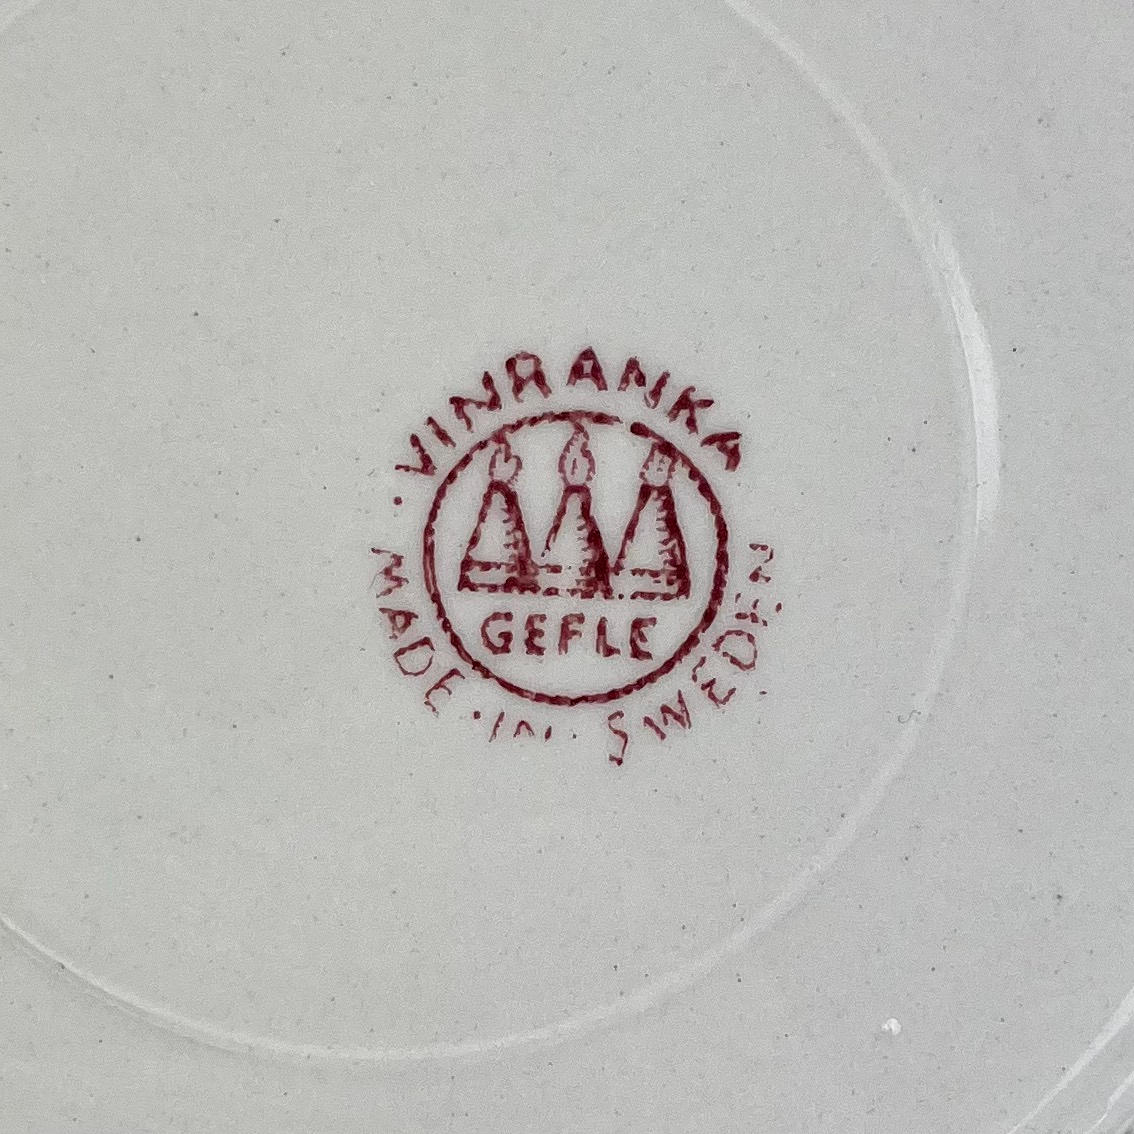 · VINRANKA
GEFLE
MADE · IN · SWEDEN